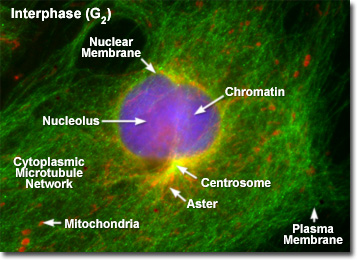 Interphase (G2)
Nuclear
Membrane
Chromatin
Nucleolus
Cytoplasmic
Microtubule
Network
Centrosome
Aster
Mitochondria
Plasma
Membrane